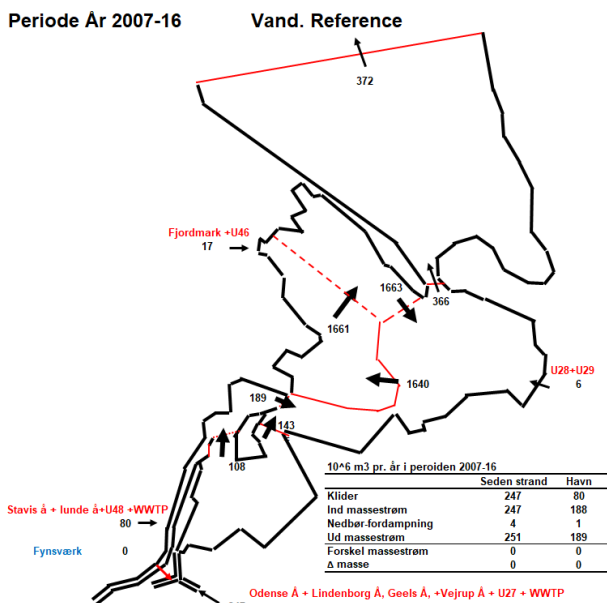 Periode År 2007-16 Vand. Reference
372
Fjordmark +U46
17
1663
366
1661
U28+U29
6
1640
189
143
108
10^6 m3 pr. år i peroiden 2007-16
Seden strand Havn
Klider 247 80
Ind massestrøm 247 188
Nedbør-fordampning 4 1
Ud massestrøm 251 189
Forskel massestrøm 0 0
Δ masse 0 0
Stavis å + lunde å+U48 +WWTP
80
Fynsværk 0
Odense Å + Lindenborg Å, Geels Å, +Vejrup Å + U27 + WWTP